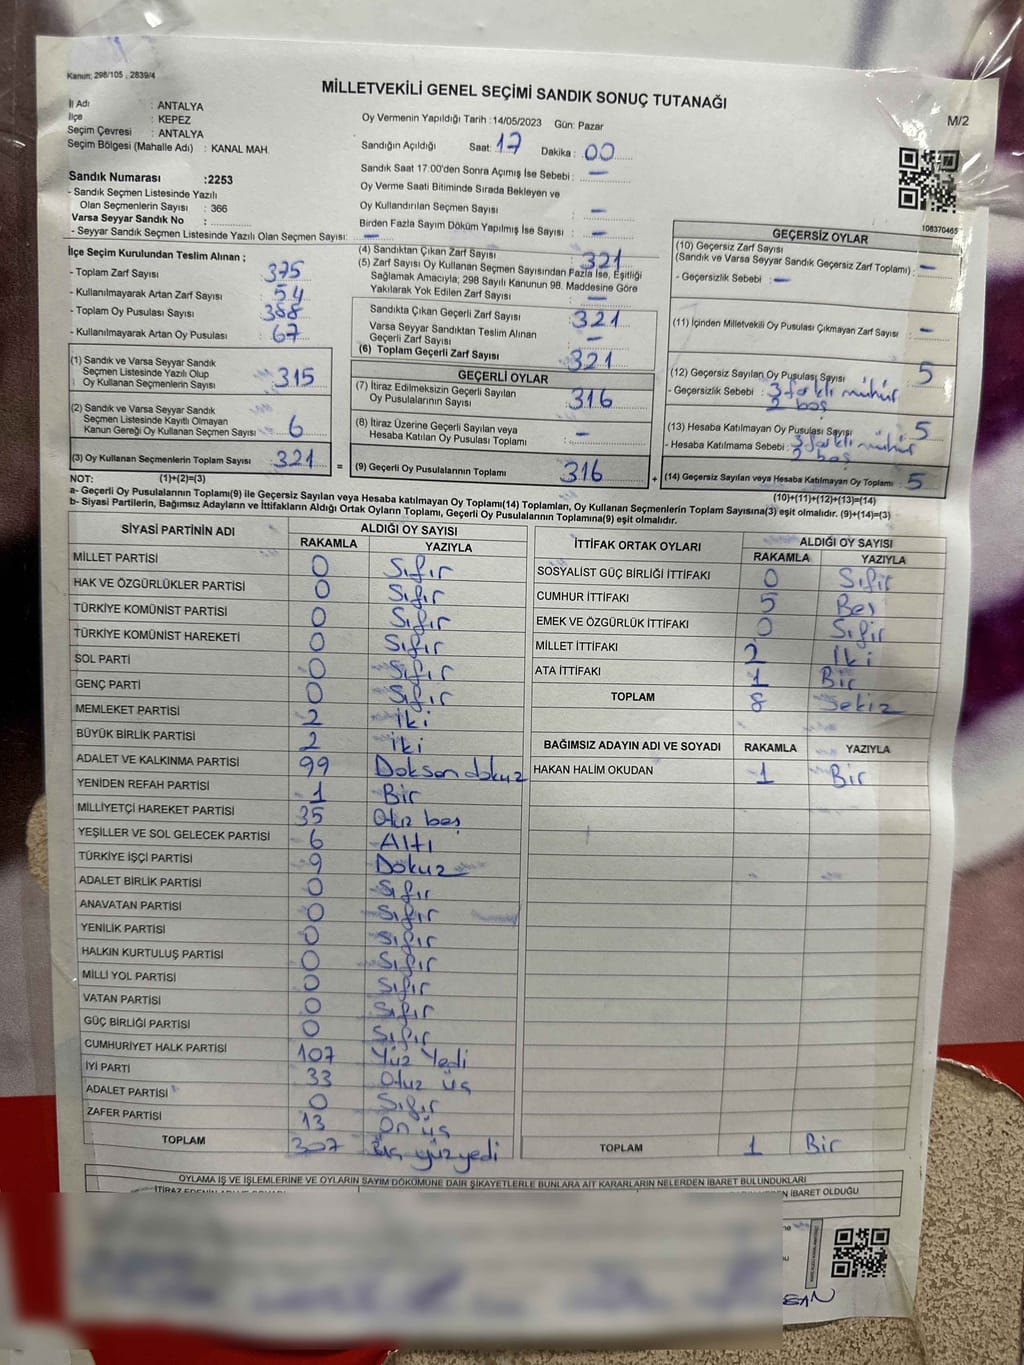 Kanun; 298/105 ; 2839/4
MİLLETVEKİLİ GENEL SEÇİMİ SANDIK SONUÇ TUTANAĞI
M/2
İl Adı : ANTALYA
İlçe : KEPEZ
Seçim Çevresi : ANTALYA
Seçim Bölgesi (Mahalle Adı) : KANAL MAH.
Sandık Numarası :2253
- Sandık Seçmen Listesinde Yazılı
Olan Seçmenlerin Sayısı : 366
Varsa Seyyar Sandık No :
- Seyyar Sandık Seçmen Listesinde Yazılı Olan Seçmen Sayısı: -
Oy Vermenin Yapıldığı Tarih :14/05/2023 Gün: Pazar
Sandığın Açıldığı Saat: 17 Dakika : 00
Sandık Saat 17:00'den Sonra Açımış İse Sebebi : -
Oy Verme Saati Bitiminde Sırada Bekleyen ve
Oy Kullandırılan Seçmen Sayısı : -
Birden Fazla Sayım Döküm Yapılmış İse Sayısı : -
108370465
İlçe Seçim Kurulundan Teslim Alınan ;
- Toplam Zarf Sayısı : 375
- Kullanılmayarak Artan Zarf Sayısı : 54
- Toplam Oy Pusulası Sayısı : 388
- Kullanılmayarak Artan Oy Pusulası : 67
(1) Sandık ve Varsa Seyyar Sandık
Seçmen Listesinde Yazılı Olup
Oy Kullanan Seçmenlerin Sayısı : 315
(2) Sandık ve Varsa Seyyar Sandık
Seçmen Listesinde Kayıtlı Olmayan
Kanun Gereği Oy Kullanan Seçmen Sayısı : 6
(3) Oy Kullanan Seçmenlerin Toplam Sayısı : 321
(4) Sandıktan Çıkan Zarf Sayısı : 321
(5) Zarf Sayısı Oy Kullanan Seçmen Sayısından Fazla İse, Eşitliği
Sağlamak Amacıyla; 298 Sayılı Kanunun 98. Maddesine Göre
Yakılarak Yok Edilen Zarf Sayısı : -
Sandıkta Çıkan Geçerli Zarf Sayısı : 321
Varsa Seyyar Sandıktan Teslim Alınan
Geçerli Zarf Sayısı : -
(6) Toplam Geçerli Zarf Sayısı : 321
GEÇERLİ OYLAR
(7) İtiraz Edilmeksizin Geçerli Sayılan
Oy Pusulalarının Sayısı : 316
(8) İtiraz Üzerine Geçerli Sayılan veya
Hesaba Katılan Oy Pusulası Toplamı : -
= (9) Geçerli Oy Pusulalarının Toplamı 316
GEÇERSİZ OYLAR
(10) Geçersiz Zarf Sayısı
(Sandık ve Varsa Seyyar Sandık Geçersiz Zarf Toplamı) : -
- Geçersizlik Sebebi : -
(11) İçinden Milletvekili Oy Pusulası Çıkmayan Zarf Sayısı : -
(12) Geçersiz Sayılan Oy Pusulası Sayısı : 5
- Geçersizlik Sebebi : 3 farklı mühür
2 boş
(13) Hesaba Katılmayan Oy Pusulası Sayısı : 5
- Hesaba Katılmama Sebebi : 3 farklı mühür
2 boş
+ (14) Geçersiz Sayılan veya Hesaba Katılmayan Oy Toplamı : 5
NOT: (1)+(2)=(3)
(10)+(11)+(12)+(13)=(14)
a- Geçerli Oy Pusulalarının Toplamı(9) ile Geçersiz Sayılan veya Hesaba katılmayan Oy Toplamı(14) Toplamları, Oy Kullanan Seçmenlerin Toplam Sayısına(3) eşit olmalıdır. (9)+(14)=(3)
b- Siyasi Partilerin, Bağımsız Adayların ve İttifakların Aldığı Ortak Oyların Toplamı, Geçerli Oy Pusulalarının Toplamına(9) eşit olmalıdır.
SİYASİ PARTİNİN ADI ALDIĞI OY SAYISI
RAKAMLA YAZIYLA
MİLLET PARTİSİ 0 Sıfır
HAK VE ÖZGÜRLÜKLER PARTİSİ 0 Sıfır
TÜRKİYE KOMÜNİST PARTİSİ 0 Sıfır
TÜRKİYE KOMÜNİST HAREKETİ 0 Sıfır
SOL PARTİ 0 Sıfır
GENÇ PARTİ 0 Sıfır
MEMLEKET PARTİSİ 2 iki
BÜYÜK BİRLİK PARTİSİ 2 iki
ADALET VE KALKINMA PARTİSİ 99 Doksan dokuz
YENİDEN REFAH PARTİSİ 1 Bir
MİLLİYETÇİ HAREKET PARTİSİ 35 Otuz beş
YEŞİLLER VE SOL GELECEK PARTİSİ 6 Altı
TÜRKİYE İŞÇİ PARTİSİ 9 Dokuz
ADALET BİRLİK PARTİSİ 0 Sıfır
ANAVATAN PARTİSİ 0 Sıfır
YENİLİK PARTİSİ 0 Sıfır
HALKIN KURTULUŞ PARTİSİ 0 Sıfır
MİLLİ YOL PARTİSİ 0 Sıfır
VATAN PARTİSİ 0 Sıfır
GÜÇ BİRLİĞİ PARTİSİ 0 Sıfır
CUMHURİYET HALK PARTİSİ 107 Yüz Yedi
İYİ PARTİ 33 Otuz üç
ADALET PARTİSİ 0 Sıfır
ZAFER PARTİSİ 13 On üç
TOPLAM 307 üç yüz yedi
İTTİFAK ORTAK OYLARI ALDIĞI OY SAYISI
RAKAMLA YAZIYLA
SOSYALİST GÜÇ BİRLİĞİ İTTİFAKI 0 Sıfır
CUMHUR İTTİFAKI 5 Beş
EMEK VE ÖZGÜRLÜK İTTİFAKI 0 Sıfır
MİLLET İTTİFAKI 2 İki
ATA İTTİFAKI 1 Bir
TOPLAM 8 Sekiz
BAĞIMSIZ ADAYIN ADI VE SOYADI RAKAMLA YAZIYLA
HAKAN HALİM OKUDAN 1 Bir
TOPLAM 1 Bir
OYLAMA İŞ VE İŞLEMLERİNE VE OYLARIN SAYIM DÖKÜMÜNE DAİR ŞİKAYETLERLE BUNLARA AİT KARARLARIN NELERDEN İBARET BULUNDUKLARI
N İBARET OLDUĞU